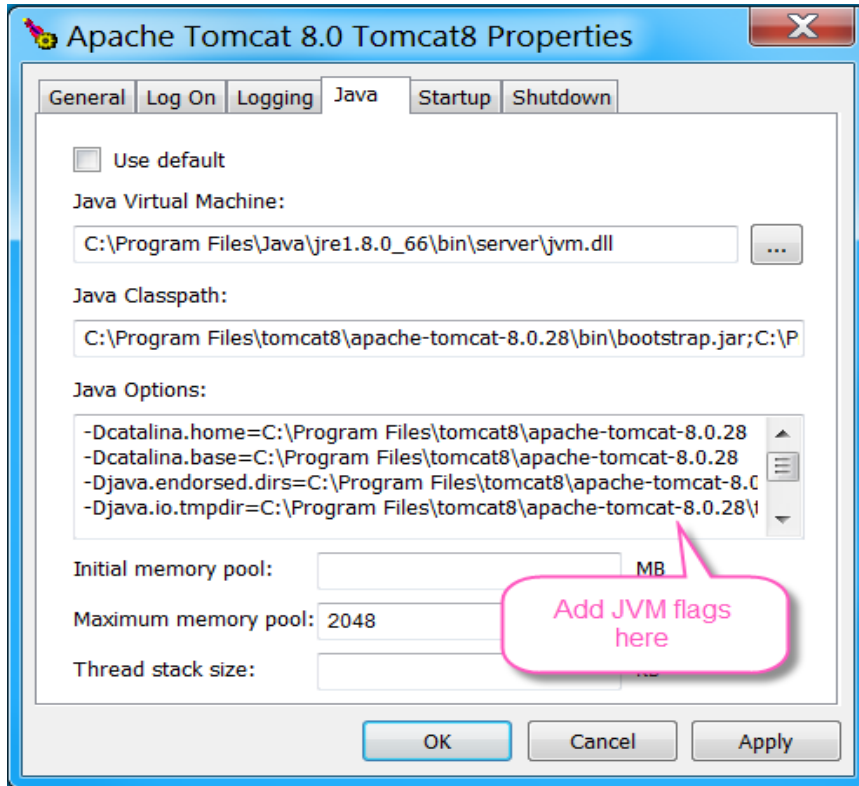 Apache Tomcat 8.0 Tomcat8 Properties
General Log On Logging Java Startup Shutdown
Use default
Java Virtual Machine:
C:\Program Files\Java\jre1.8.0_66\bin\server\jvm.dll ...
Java Classpath:
C:\Program Files\tomcat8\apache-tomcat-8.0.28\bin\bootstrap.jar;C:\P
Java Options:
-Dcatalina.home=C:\Program Files\tomcat8\apache-tomcat-8.0.28
-Dcatalina.base=C:\Program Files\tomcat8\apache-tomcat-8.0.28
-Djava.endorsed.dirs=C:\Program Files\tomcat8\apache-tomcat-8.0
-Djava.io.tmpdir=C:\Program Files\tomcat8\apache-tomcat-8.0.28\t
Initial memory pool: MB
Maximum memory pool: 2048
Add JVM flags
here
Thread stack size:
OK Cancel Apply